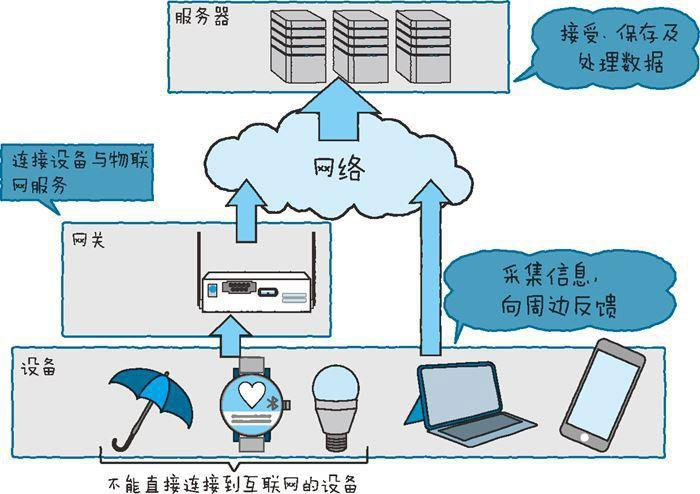 服务器
接受、保存及
处理数据
网络
连接设备与物联
网服务
网关
采集信息,
向周边反馈
设备
不能直接连接到互联网的设备